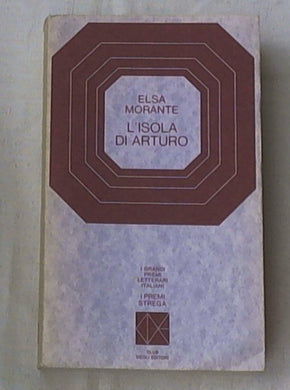 ELSA
MORANTE
L'ISOLA
DI ARTURO
I GRANDI
PREMI
LETTERARI
ITALIANI
I PREMI
STREGA
CLUB
DEGLI EDITORI